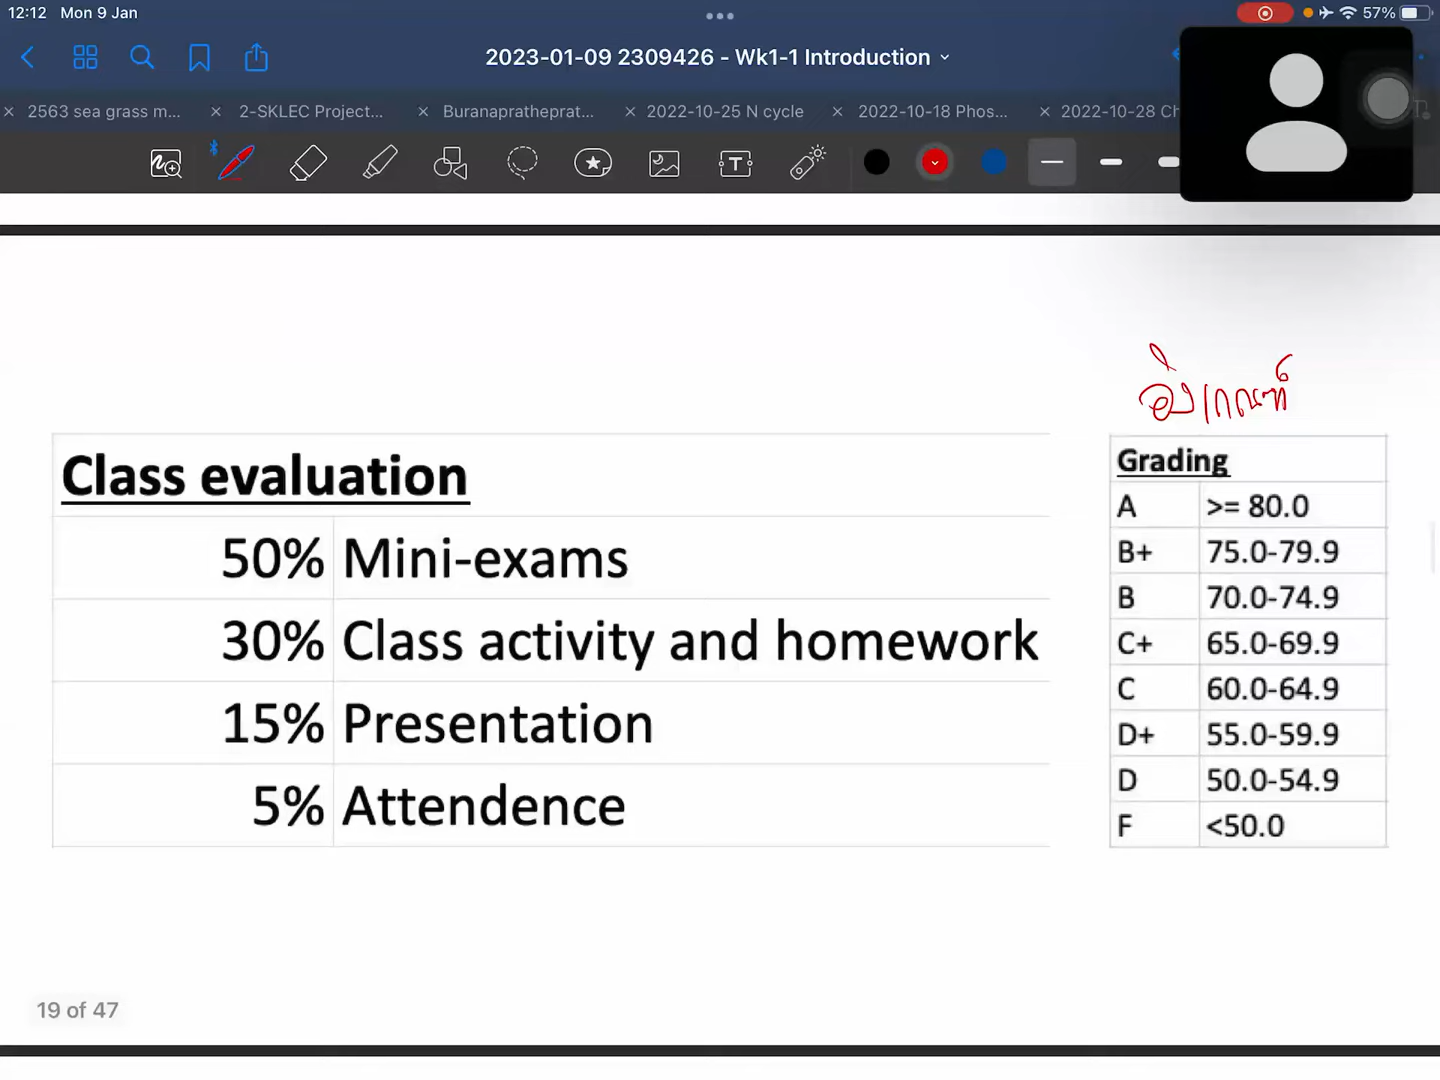 12:12 Mon 9 Jan
57%
2023-01-09 2309426 - Wk1-1 Introduction
2563 sea grass m...
2-SKLEC Project...
Buranapratheprat...
2022-10-25 N cycle
2022-10-18 Phos...
2022-10-28 Ch
อิงเกณฑ์
Class evaluation
50% Mini-exams
30% Class activity and homework
15% Presentation
5% Attendence
Grading
A >= 80.0
B+ 75.0-79.9
B 70.0-74.9
C+ 65.0-69.9
C 60.0-64.9
D+ 55.0-59.9
D 50.0-54.9
F <50.0
19 of 47